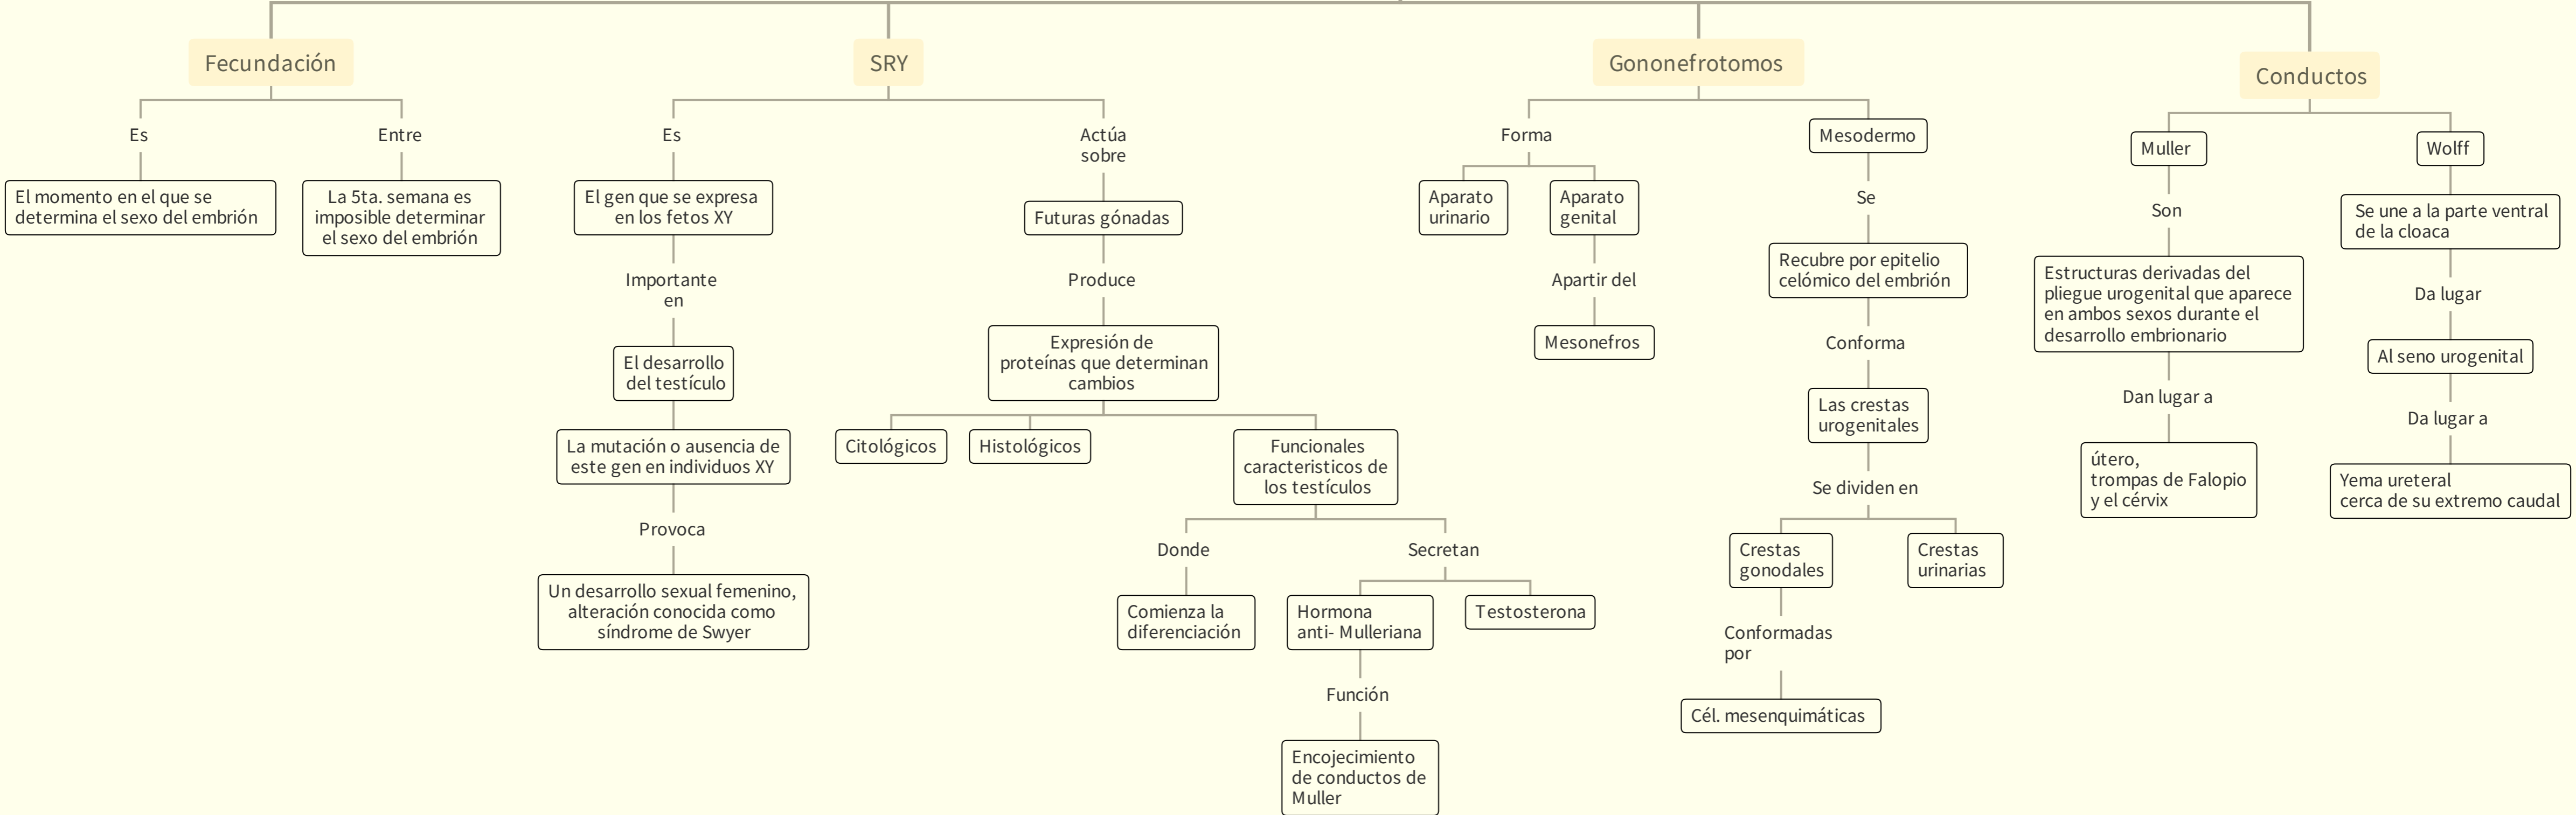 Fecundación
Es
El momento en el que se
determina el sexo del embrión
Entre
La 5ta. semana es
imposible determinar
el sexo del embrión
SRY
Es
El gen que se expresa
en los fetos XY
Importante
en
El desarrollo
del testículo
La mutación o ausencia de
este gen en individuos XY
Provoca
Un desarrollo sexual femenino,
alteración conocida como
síndrome de Swyer
Actúa
sobre
Futuras gónadas
Produce
Expresión de
proteínas que determinan
cambios
Citológicos
Histológicos
Funcionales
caracteristicos de
los testículos
Donde
Comienza la
diferenciación
Secretan
Hormona
anti- Mulleriana
Función
Encojecimiento
de conductos de
Muller
Testosterona
Gononefrotomos
Forma
Aparato
urinario
Aparato
genital
Apartir del
Mesonefros
Mesodermo
Se
Recubre por epitelio
celómico del embrión
Conforma
Las crestas
urogenitales
Se dividen en
Crestas
gonodales
Conformadas
por
Cél. mesenquimáticas
Crestas
urinarias
Conductos
Muller
Son
Estructuras derivadas del
pliegue urogenital que aparece
en ambos sexos durante el
desarrollo embrionario
Dan lugar a
útero,
trompas de Falopio
y el cérvix
Wolff
Se une a la parte ventral
de la cloaca
Da lugar
Al seno urogenital
Da lugar a
Yema ureteral
cerca de su extremo caudal